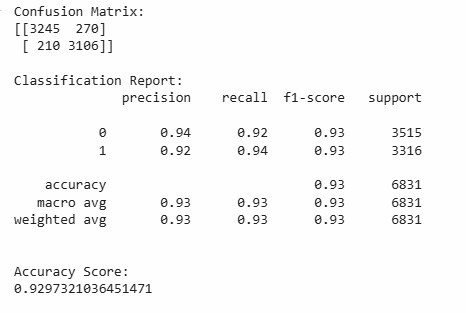 Confusion Matrix:
[[3245  270]
 [ 210 3106]]
Classification Report:
              precision    recall  f1-score   support
           0       0.94      0.92      0.93      3515
           1       0.92      0.94      0.93      3316
    accuracy                           0.93      6831
   macro avg       0.93      0.93      0.93      6831
weighted avg       0.93      0.93      0.93      6831
Accuracy Score:
0.9297321036451471